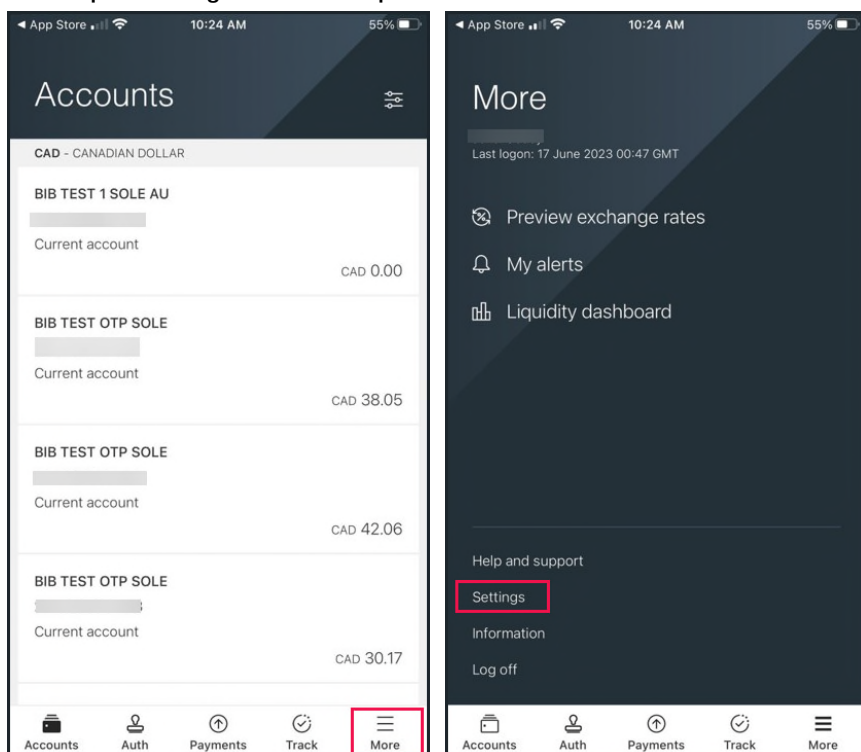 App Store
10:24 AM
55%
Accounts
CAD - CANADIAN DOLLAR
BIB TEST 1 SOLE AU
Current account
CAD 0.00
BIB TEST OTP SOLE
Current account
CAD 38.05
BIB TEST OTP SOLE
Current account
CAD 42.06
BIB TEST OTP SOLE
Current account
CAD 30.17
Accounts Auth Payments Track More
App Store
10:24 AM
55%
More
Last logon: 17 June 2023 00:47 GMT
Preview exchange rates
My alerts
Liquidity dashboard
Help and support
Settings
Information
Log off
Accounts Auth Payments Track More